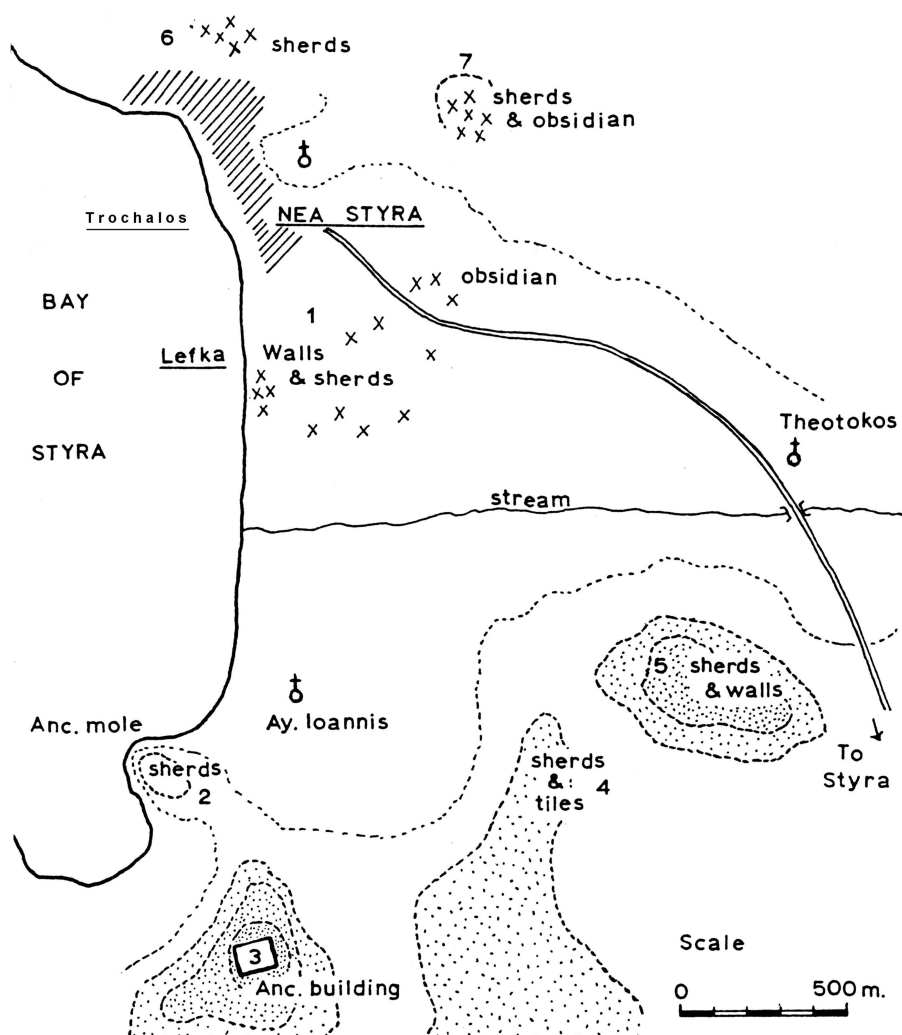 6
sherds
7
sherds
& obsidian
Trochalos
NEA STYRA
obsidian
BAY
1
Lefka
Walls
& sherds
OF
STYRA
Theotokos
stream
5 sherds
& walls
Anc. mole
Ay. Ioannis
To
Styra
sherds
2
sherds
&
tiles 4
3
Anc. building
Scale
0 500 m.